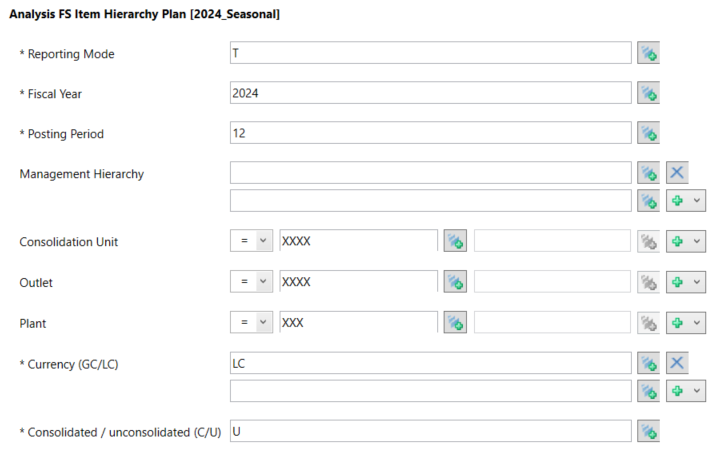 Analysis FS Item Hierarchy Plan [2024_Seasonal]
* Reporting Mode T
* Fiscal Year 2024
* Posting Period 12
Management Hierarchy
Consolidation Unit = XXXX
Outlet = XXXX
Plant = XXX
* Currency (GC/LC) LC
* Consolidated / unconsolidated (C/U) U